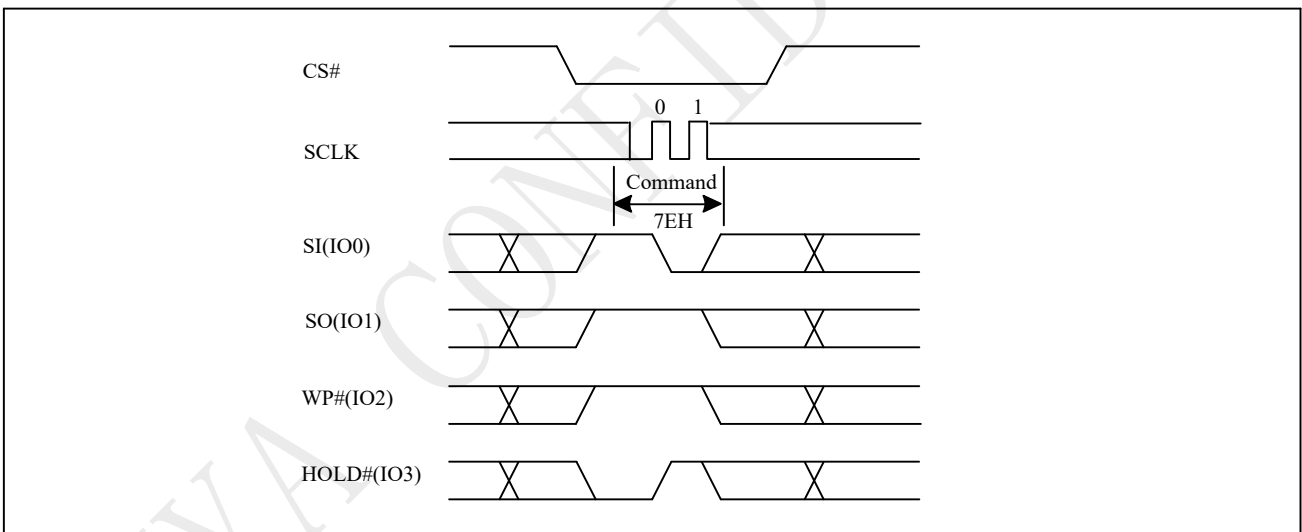 CS#
0 1
SCLK
Command
7EH
SI(IO0)
SO(IO1)
WP#(IO2)
HOLD#(IO3)